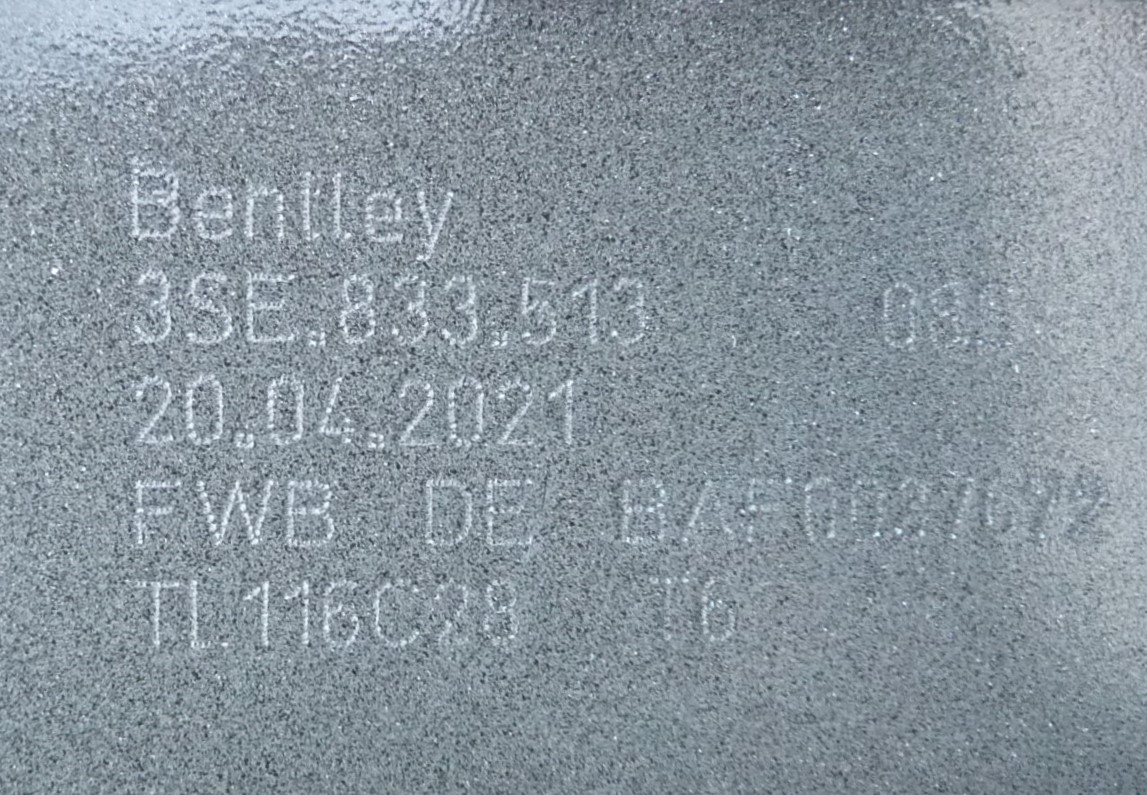 Bentley
3SE.833.513
20.04.2021
FWB DE
TL116C28 T6